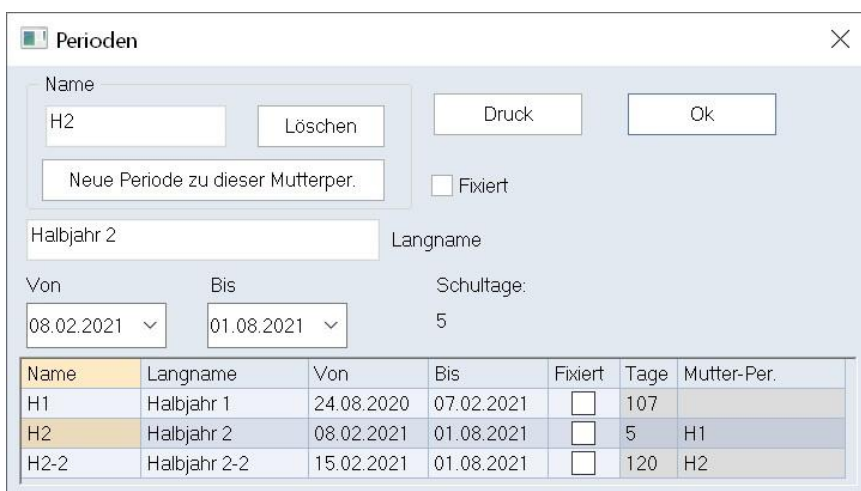 Perioden
Name
H2
Löschen
Druck
Ok
Neue Periode zu dieser Mutterper.
Fixiert
Halbjahr 2
Langname
Von Bis Schultage:
08.02.2021 01.08.2021 5
Name Langname Von Bis Fixiert Tage Mutter-Per.
H1 Halbjahr 1 24.08.2020 07.02.2021 107
H2 Halbjahr 2 08.02.2021 01.08.2021 5 H1
H2-2 Halbjahr 2-2 15.02.2021 01.08.2021 120 H2